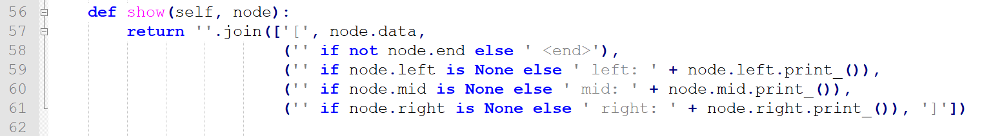 56 def show(self, node):
57 return ''.join(['[', node.data,
58 ('' if not node.end else ' <end>'),
59 ('' if node.left is None else ' left: ' + node.left.print_()),
60 ('' if node.mid is None else ' mid: ' + node.mid.print_()),
61 ('' if node.right is None else ' right: ' + node.right.print_()), ']'])
62